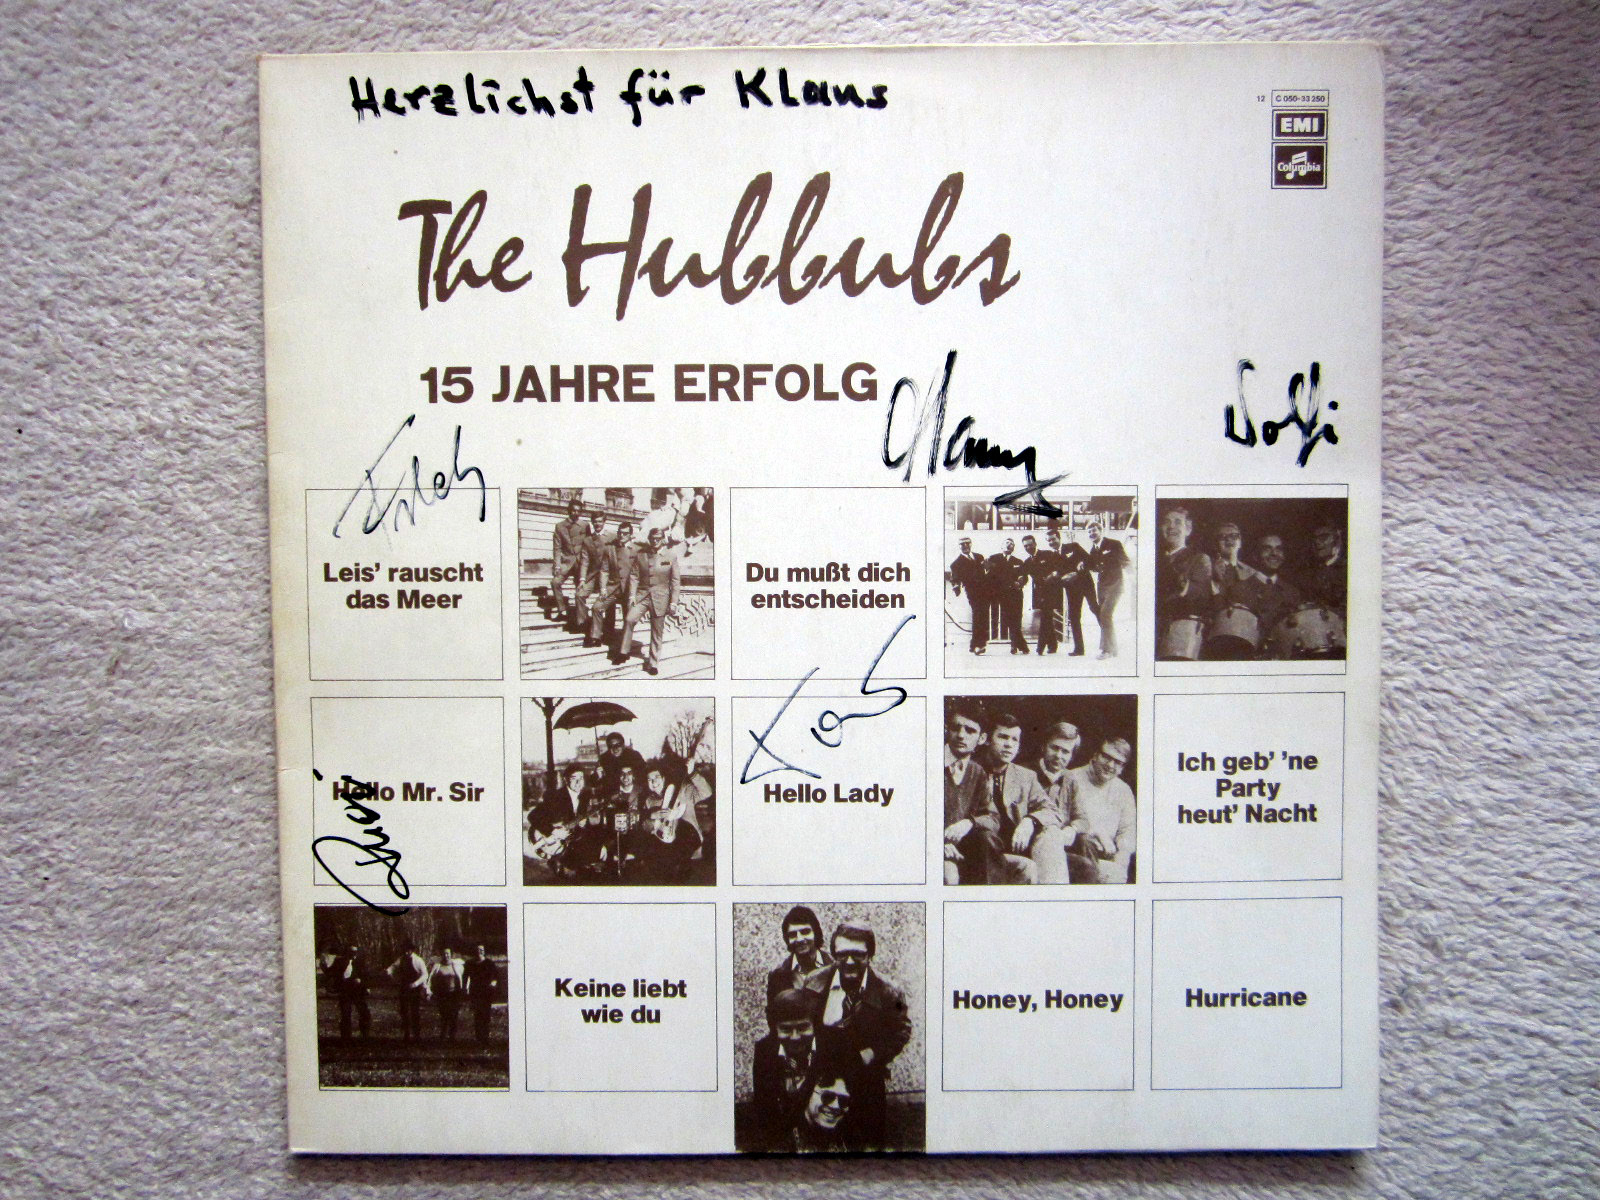 Herzlichst für Klaus
12 C 050-33 250
EMI
Columbia
The Hubbubs
15 JAHRE ERFOLG
Wolfi
Leis' rauscht
das Meer
Du mußt dich
entscheiden
Hello Mr. Sir
Hello Lady
Ich geb' 'ne
Party
heut' Nacht
Keine liebt
wie du
Honey, Honey
Hurricane